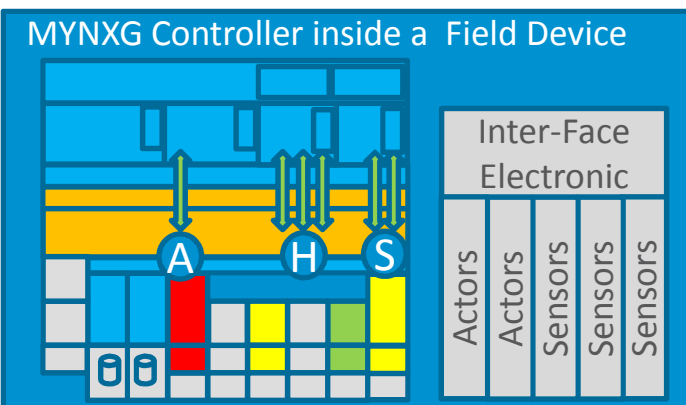 MYNXG Controller inside a Field Device
Inter-Face
Electronic
A
H
S
Actors
Actors
Sensors
Sensors
Sensors